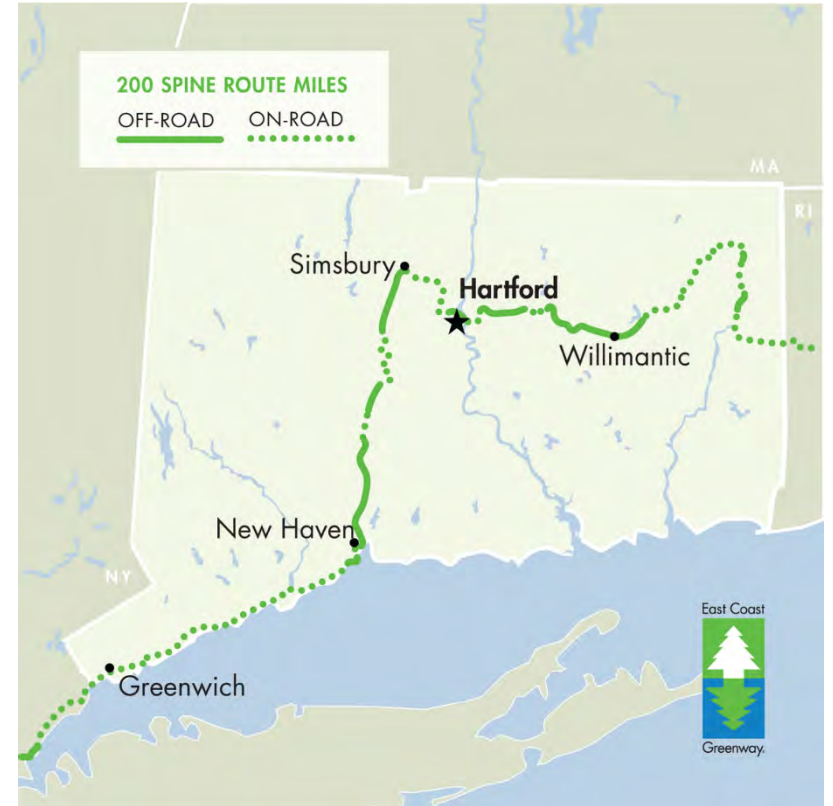 200 SPINE ROUTE MILES
OFF-ROAD ON-ROAD
MA
RI
Simsbury
Hartford
Willimantic
New Haven
NY
Greenwich
East Coast
Greenway.